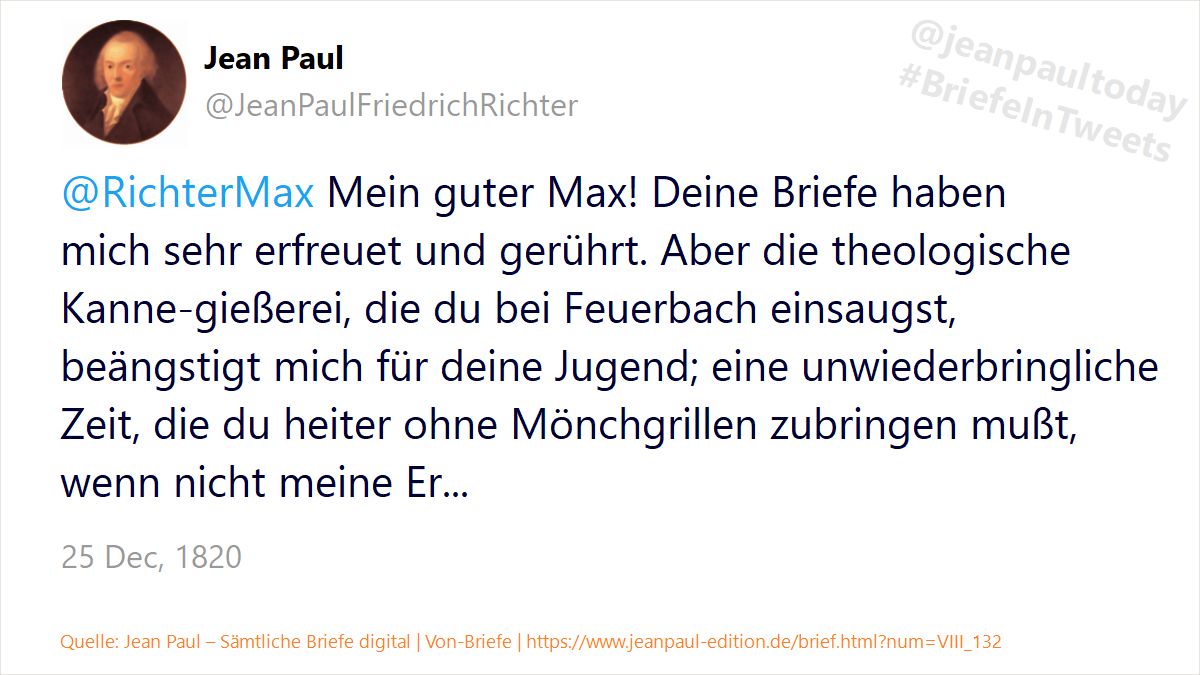 Jean Paul
@JeanPaulFriedrichRichter
@jeanpaultoday
#BriefeInTweets
@RichterMax Mein guter Max! Deine Briefe haben
mich sehr erfreuet und gerührt. Aber die theologische
Kanne-gießerei, die du bei Feuerbach einsaugst,
beängstigt mich für deine Jugend; eine unwiederbringliche
Zeit, die du heiter ohne Mönchgrillen zubringen mußt,
wenn nicht meine Er...
25 Dec, 1820
Quelle: Jean Paul – Sämtliche Briefe digital | Von-Briefe | https://www.jeanpaul-edition.de/brief.html?num=VIII_132